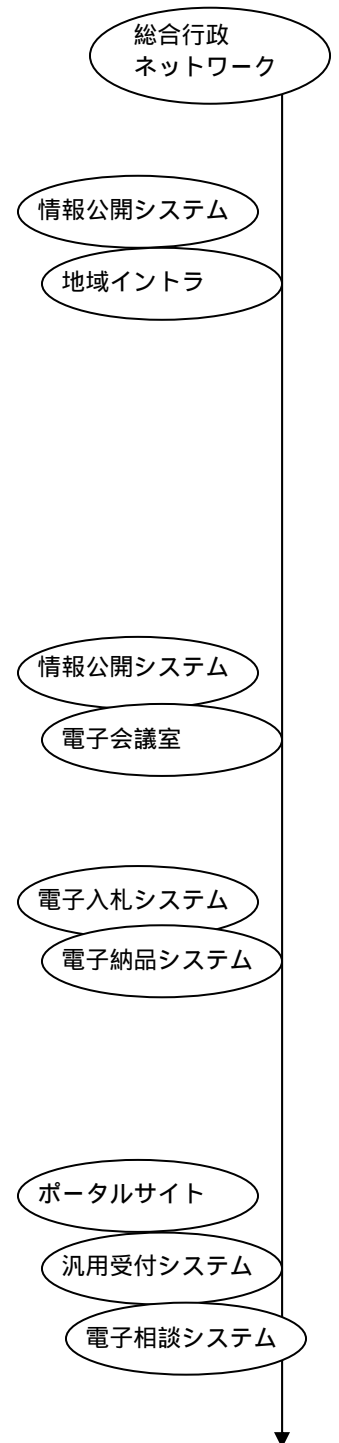 総合行政
ネットワーク
情報公開システム
地域イントラ
情報公開システム
電子会議室
電子入札システム
電子納品システム
ポータルサイト
汎用受付システム
電子相談システム